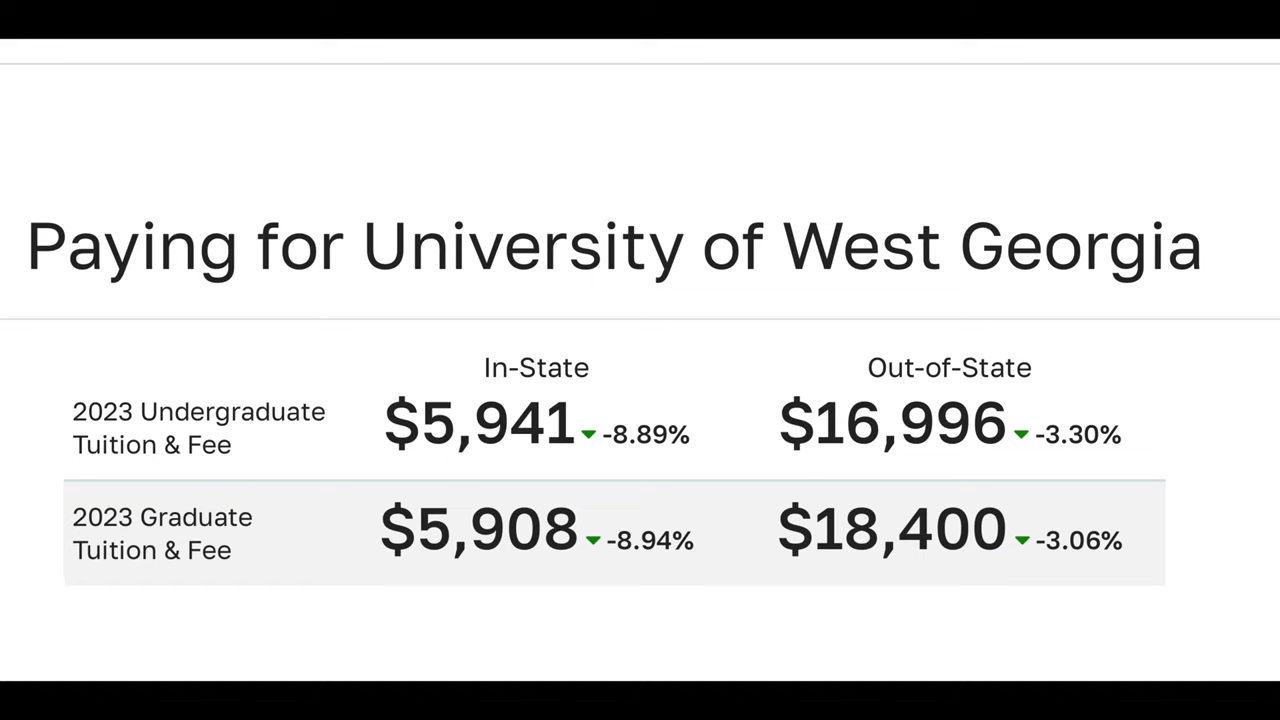 Paying for University of West Georgia
In-State Out-of-State
2023 Undergraduate
Tuition & Fee
$5,941 -8.89% $16,996 -3.30%
2023 Graduate
Tuition & Fee
$5,908 -8.94% $18,400 -3.06%